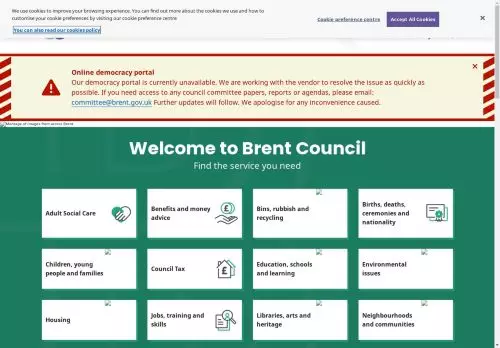 We use cookies to improve your browsing experience. You can find out more about the cookies we use and how to
customise your cookie preferences by visiting our cookie preference centre
You can also read our cookies policy
Cookie preference centre
Accept All Cookies
Online democracy portal
Our democracy portal is currently unavailable. We are working with the vendor to resolve the issue as quickly as
possible. If you need access to any council committee papers, reports or agendas, please email:
committee@brent.gov.uk Further updates will follow. We apologise for any inconvenience caused.
Montage of images from across Brent
Welcome to Brent Council
Find the service you need
Adult Social Care
Benefits and money
advice
Bins, rubbish and
recycling
Births, deaths,
ceremonies and
nationality
Children, young
people and families
Council Tax
Education, schools
and learning
Environmental
issues
Housing
Jobs, training and
skills
Libraries, arts and
heritage
Neighbourhoods
and communities